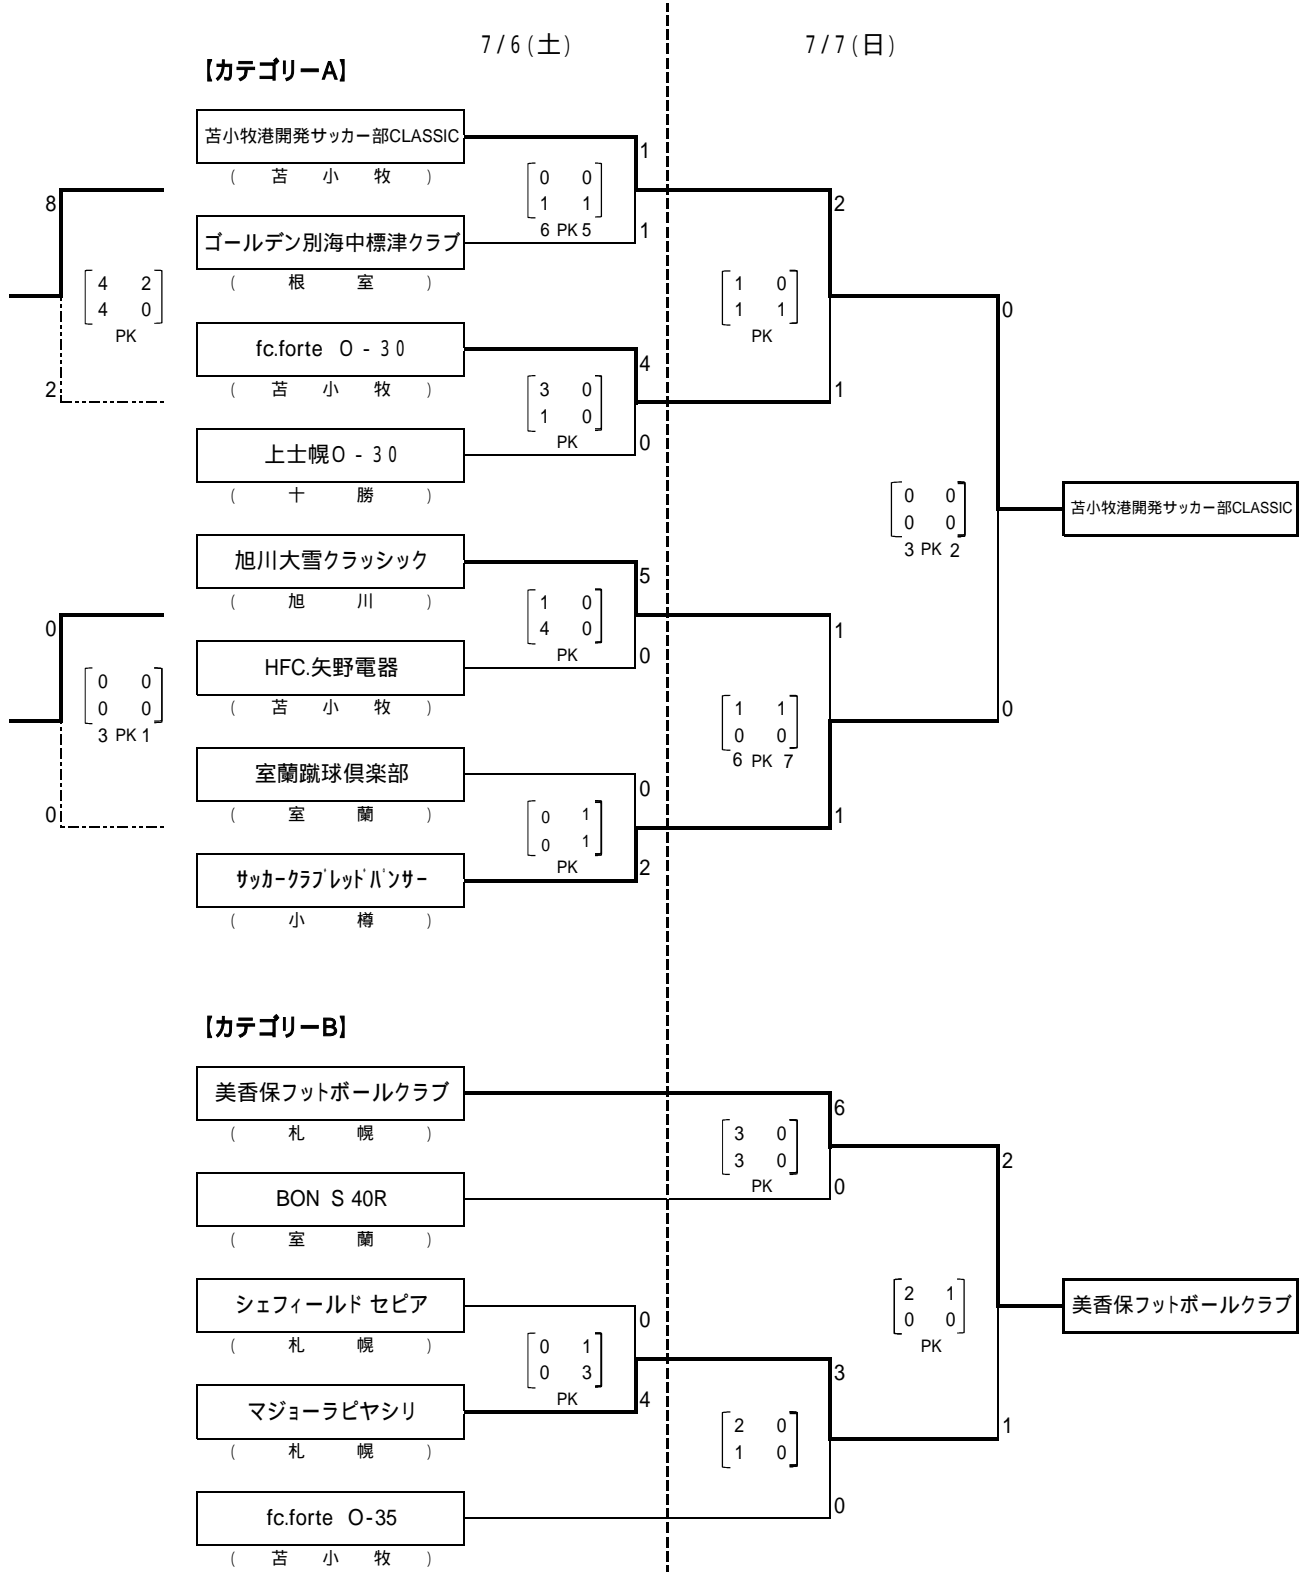 7/6(土) 7/7(日)
【カテゴリーA】
苫小牧港開発サッカー部CLASSIC
( 苫 小 牧 )
1
0 0
1 1
6 PK 5
1
8
2
ゴールデン別海中標津クラブ
( 根 室 )
4 2
4 0
PK
1 0
1 1
PK
0
fc.forte O - 30
( 苫 小 牧 )
4
3 0
1 0
PK
0
2
1
上士幌O - 30
( 十 勝 )
0 0
0 0
3 PK 2
苫小牧港開発サッカー部CLASSIC
旭川大雪クラッシック
( 旭 川 )
5
1 0
4 0
PK
0
0
1
HFC.矢野電器
( 苫 小 牧 )
0 0
0 0
3 PK 1
1 1
0 0
6 PK 7
0
室蘭蹴球倶楽部
( 室 蘭 )
0
0 1
0 1
PK
2
0
1
サッカークラブレッドパンサー
( 小 樽 )
【カテゴリーB】
美香保フットボールクラブ
( 札 幌 )
6
3 0
3 0
PK
0
2
BON S 40R
( 室 蘭 )
2 1
0 0
PK
美香保フットボールクラブ
シェフィールド セピア
( 札 幌 )
0
0 1
0 3
PK
4
3
マジョーラピヤシリ
( 札 幌 )
2 0
1 0
1
0
fc.forte O-35
( 苫 小 牧 )